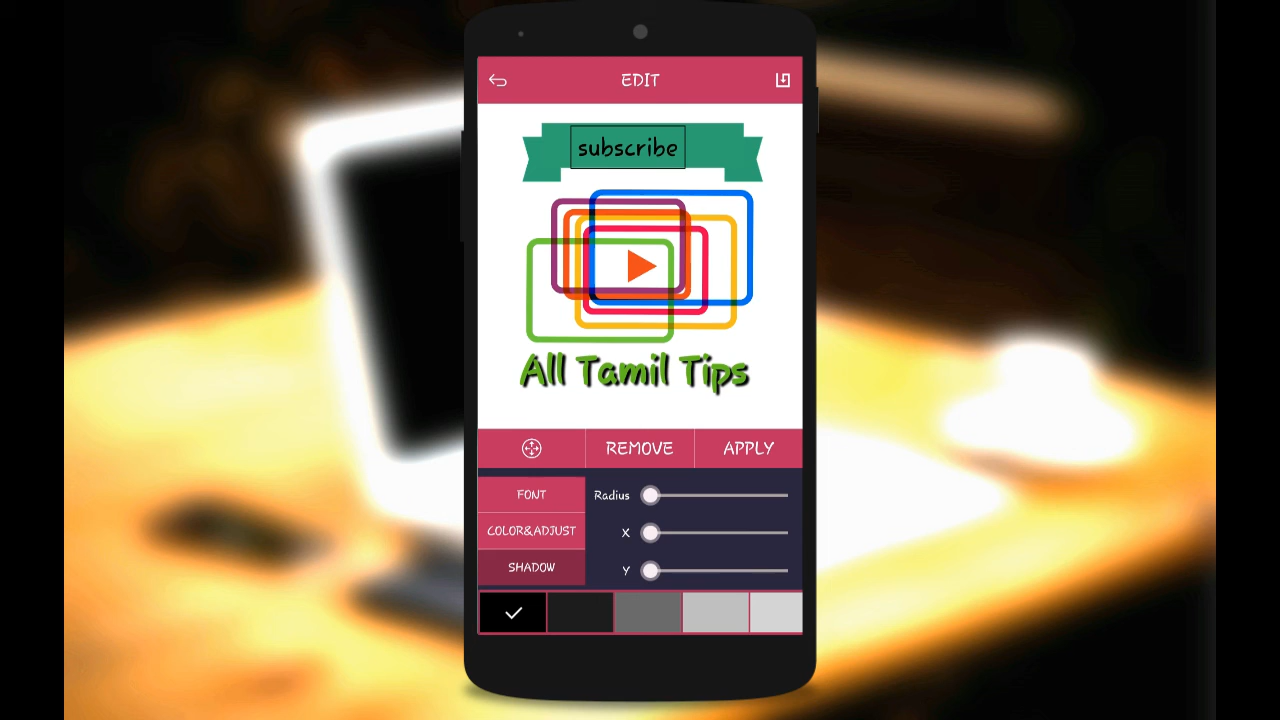 EDIT
subscribe
All Tamil Tips
REMOVE
APPLY
FONT
Radius
COLOR&ADJUST
X
SHADOW
Y